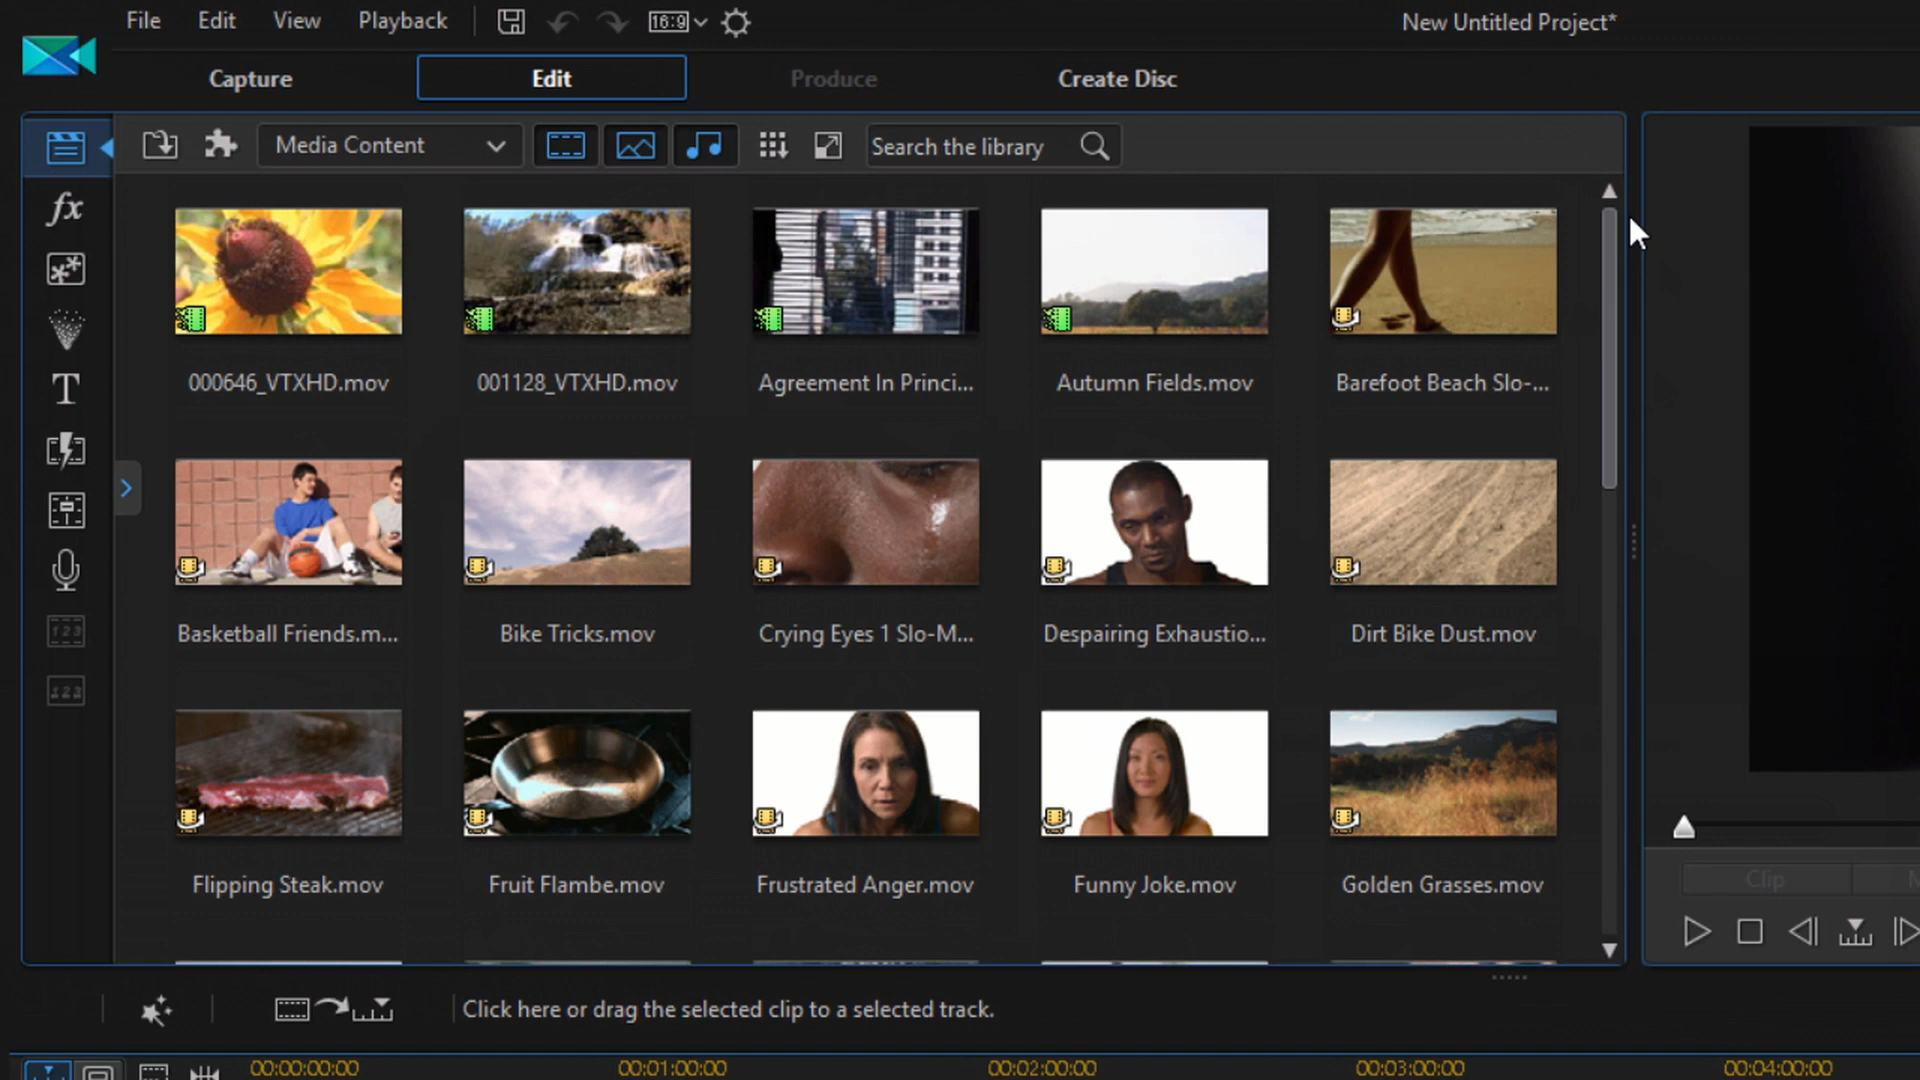 File Edit View Playback 16:9 New Untitled Project*
Capture Edit Produce Create Disc
Media Content Search the library
fx
000646_VTXHD.mov 001128_VTXHD.mov Agreement In Princi... Autumn Fields.mov Barefoot Beach Slo-...
T
Basketball Friends.m... Bike Tricks.mov Crying Eyes 1 Slo-M... Despairing Exhaustio... Dirt Bike Dust.mov
123
123
Flipping Steak.mov Fruit Flambe.mov Frustrated Anger.mov Funny Joke.mov Golden Grasses.mov
Clip
Click here or drag the selected clip to a selected track.
00:00:00:00 00:01:00:00 00:02:00:00 00:03:00:00 00:04:00:00